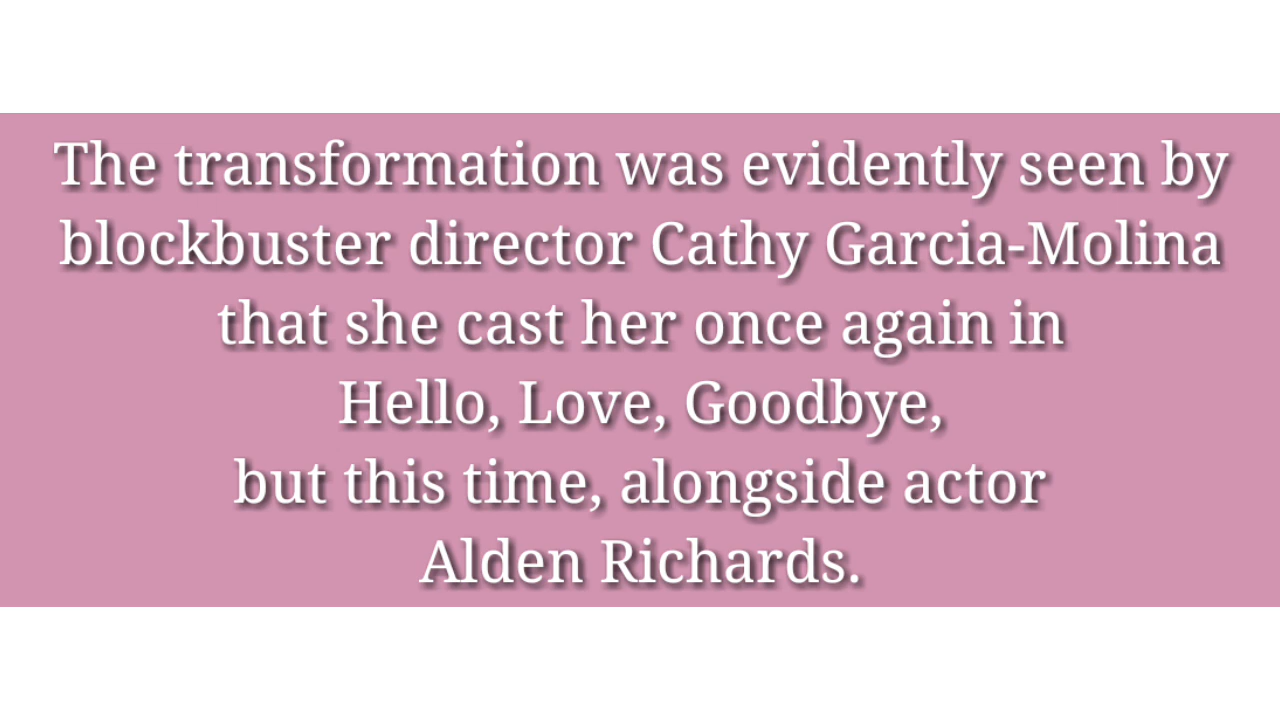 The transformation was evidently seen by
blockbuster director Cathy Garcia-Molina
that she cast her once again in
Hello, Love, Goodbye,
but this time, alongside actor
Alden Richards.